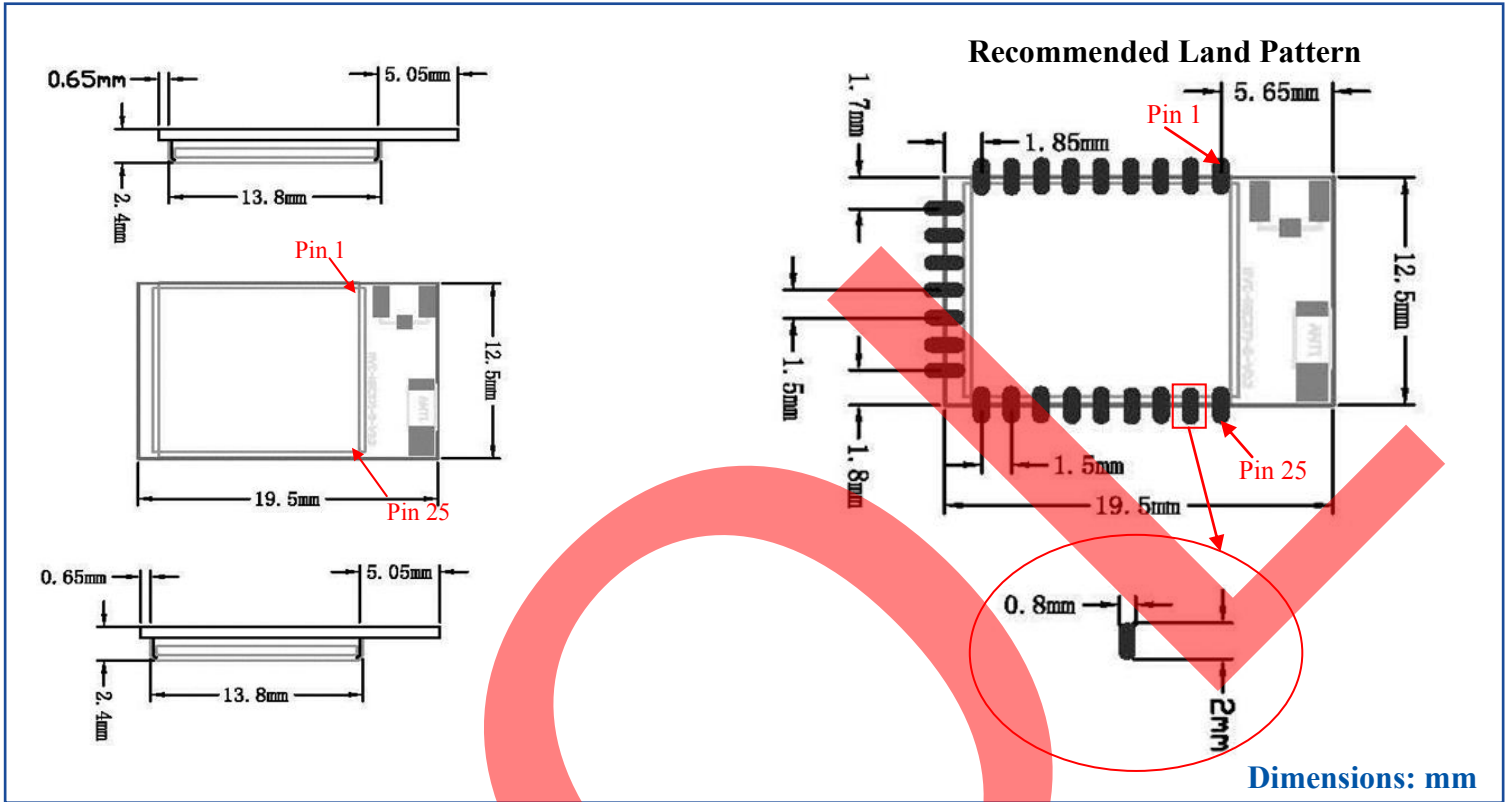 Recommended Land Pattern
0.65mm
5.05mm
2.4mm
13.8mm
Pin 1
12.5mm
19.5mm
Pin 25
0.65mm
5.05mm
2.4mm
13.8mm
1.7mm
Pin 1
5.65mm
1.85mm
12.5mm
ANT1
1.5mm
1.8mm
1.5mm
Pin 25
19.5mm
0.8mm
2mm
Dimensions: mm